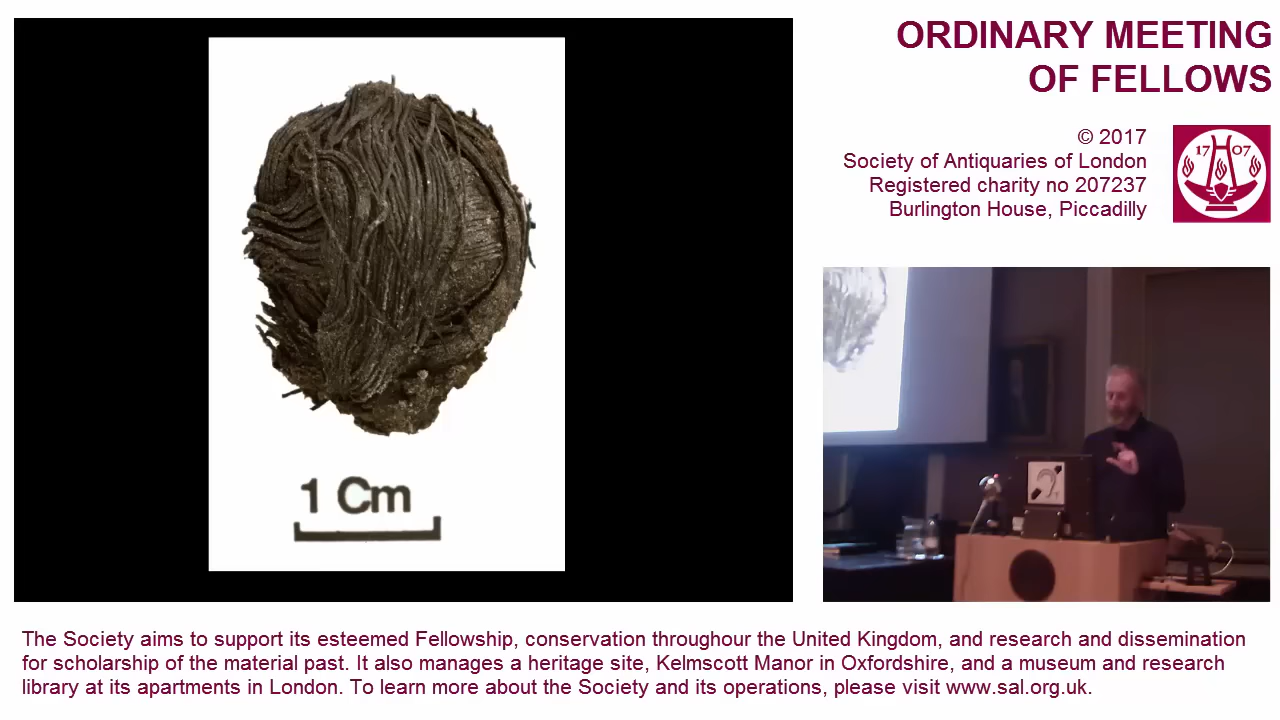 ORDINARY MEETING
OF FELLOWS
© 2017
Society of Antiquaries of London
Registered charity no 207237
Burlington House, Piccadilly
17 07
1 Cm
The Society aims to support its esteemed Fellowship, conservation throughour the United Kingdom, and research and dissemination
for scholarship of the material past. It also manages a heritage site, Kelmscott Manor in Oxfordshire, and a museum and research
library at its apartments in London. To learn more about the Society and its operations, please visit www.sal.org.uk.